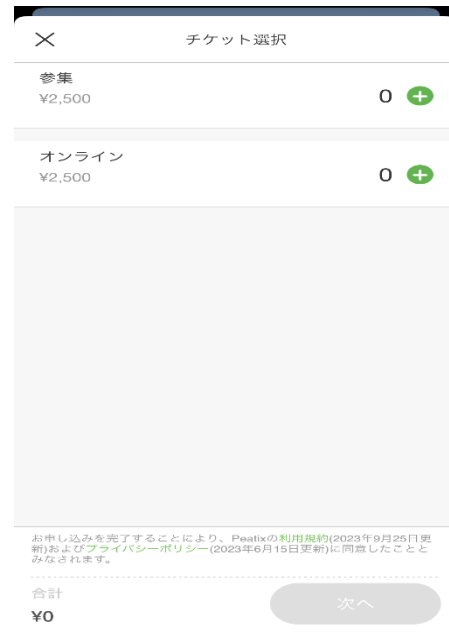 チケット選択
参集
¥2,500
0
オンライン
¥2,500
0
お申し込みを完了することにより、Peatixの利用規約(2023年9月25日更
新)およびプライバシーポリシー(2023年6月15日更新)に同意したことと
みなされます。
合計
¥0
次へ